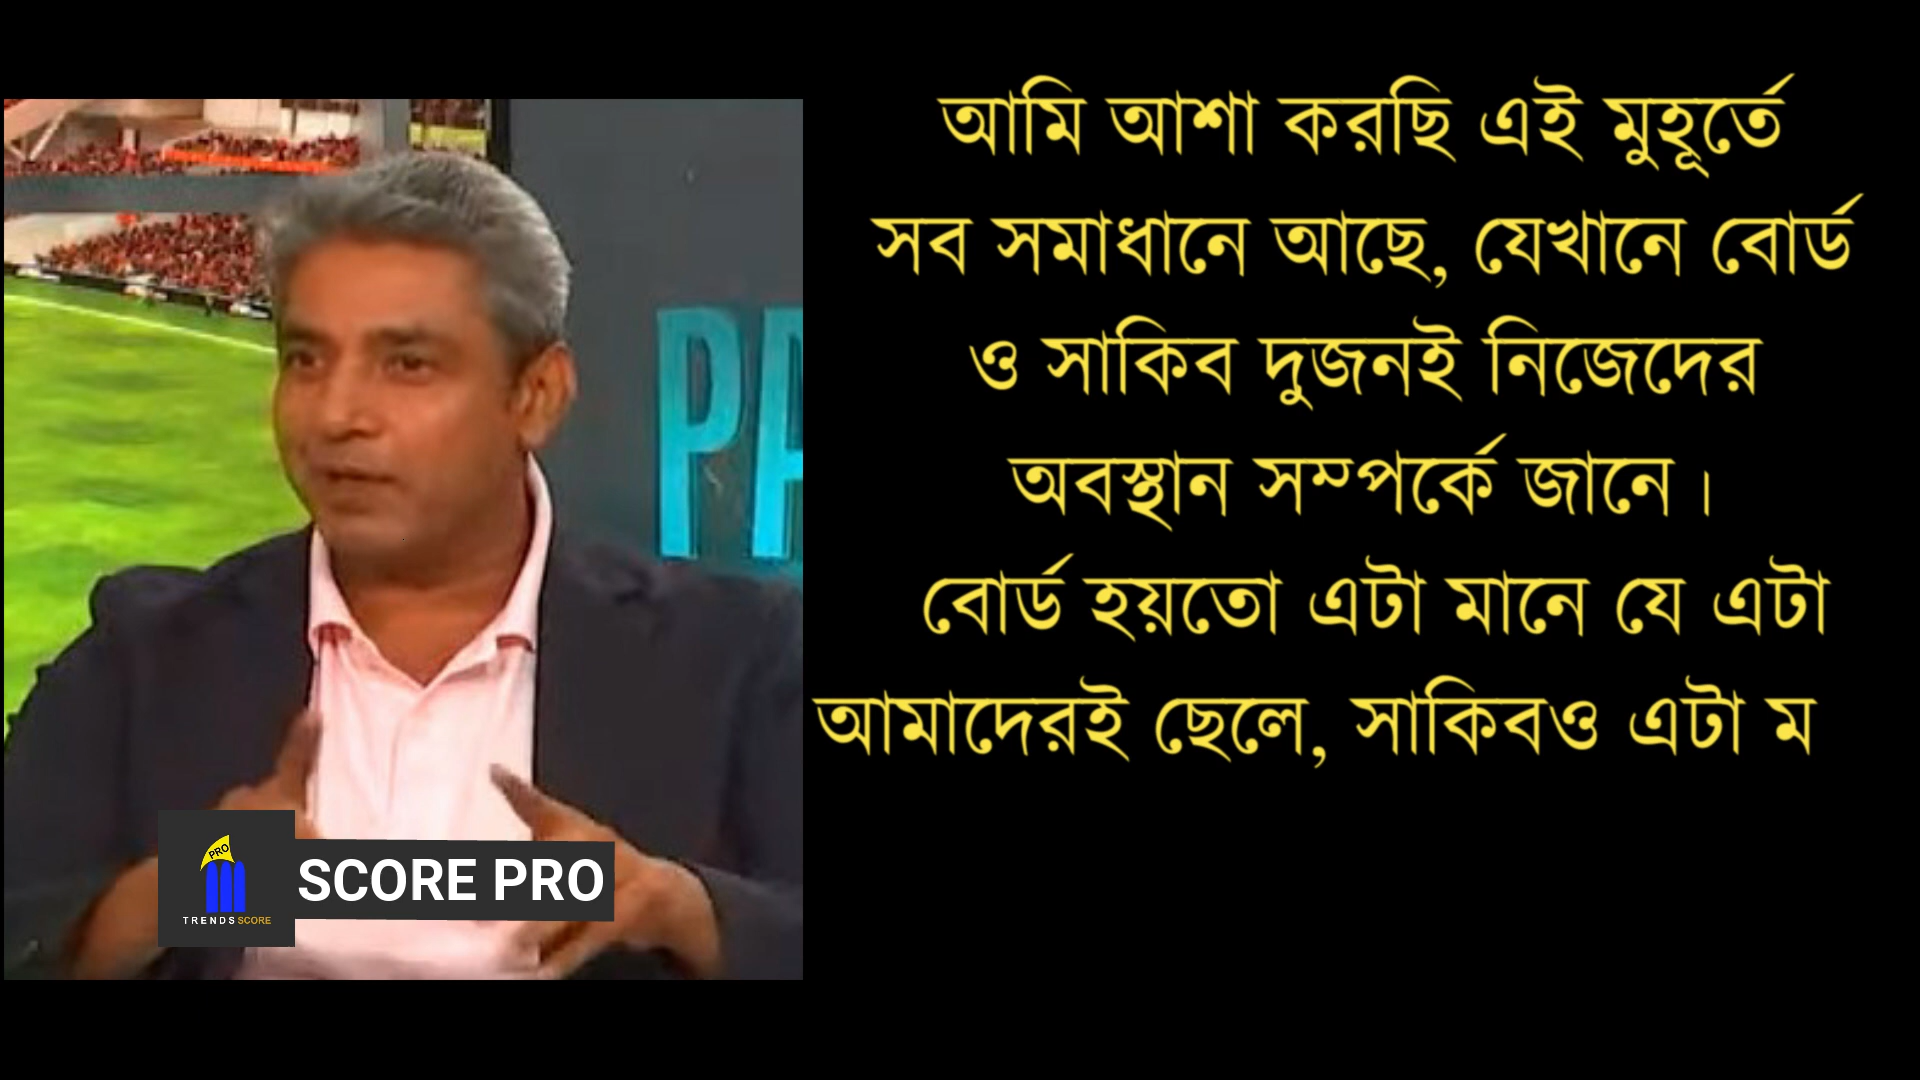 আমি আশা করছি এই মুহূর্তে
সব সমাধানে আছে, যেখানে বোর্ড
ও সাকিব দুজনই নিজেদের
অবস্থান সম্পর্কে জানে।
বোর্ড হয়তো এটা মানে যে এটা
আমাদেরই ছেলে, সাকিবও এটা ম
PA
PRO
TRENDS SCORE
SCORE PRO